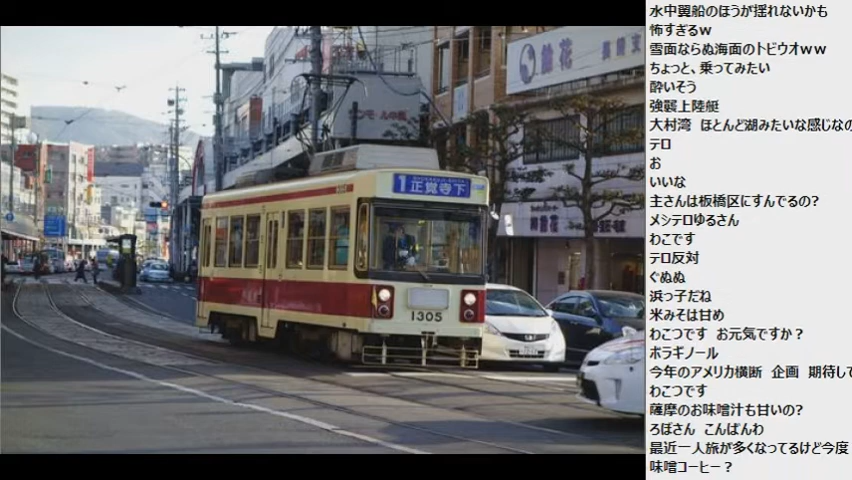 1 正覚寺下
1305
鮨花
水中翼船のほうが揺れないかも
怖すぎるｗ
雪面ならぬ海面のトビウオｗｗ
ちょっと、乗ってみたい
酔いそう
強襲上陸艇
大村湾　ほとんど湖みたいな感じなの
テロ
お
いいな
主さんは板橋区にすんでるの？
メシテロゆるさん
わこです
テロ反対
ぐぬぬ
浜っ子だね
米みそは甘め
わこつです　お元気ですか？
ボラギノール
今年のアメリカ横断　企画　期待して
わこつです
薩摩のお味噌汁も甘いの？
ろぼさん　こんばんわ
最近一人旅が多くなってるけど今度
味噌コーヒー？